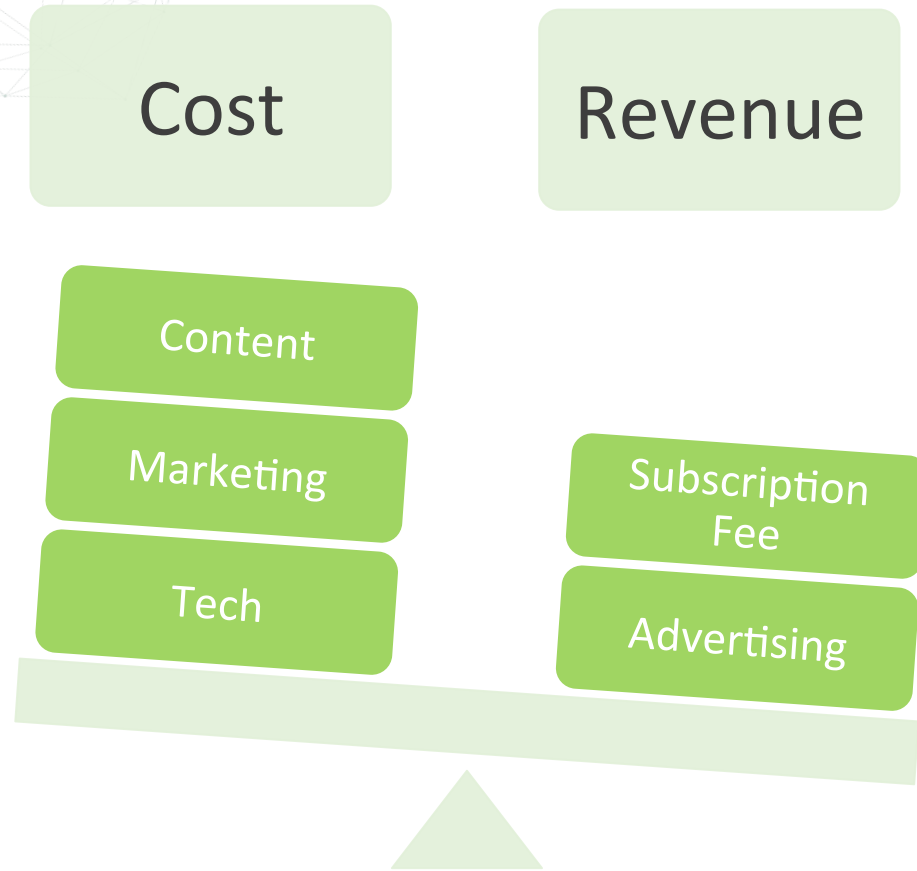 Cost
Revenue
Content
Marketing
Tech
Subscription
Fee
Advertising